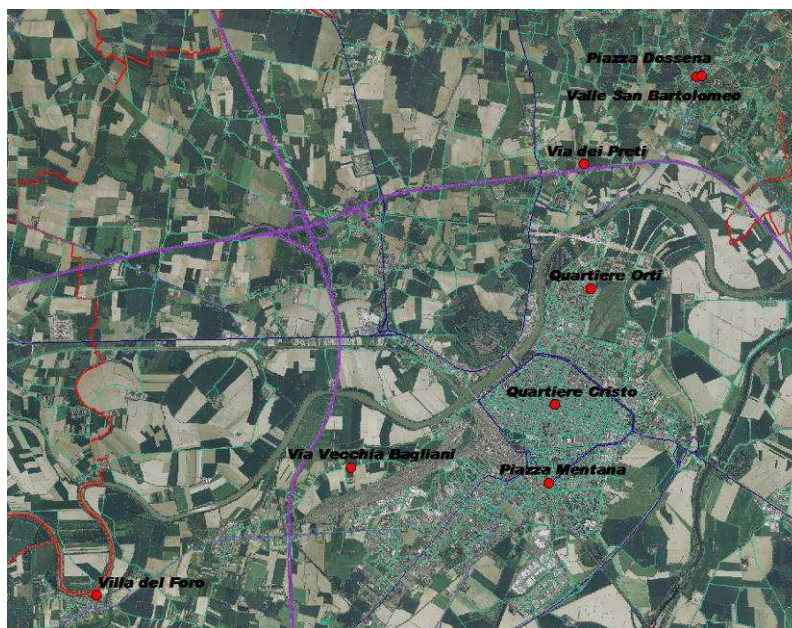 Piazza Dossena
Valle San Bartolomeo
Via dei Preti
Quartiere Orti
Quartiere Cristo
Via Vecchia Bagliani
Piazza Mentana
Villa del Foro